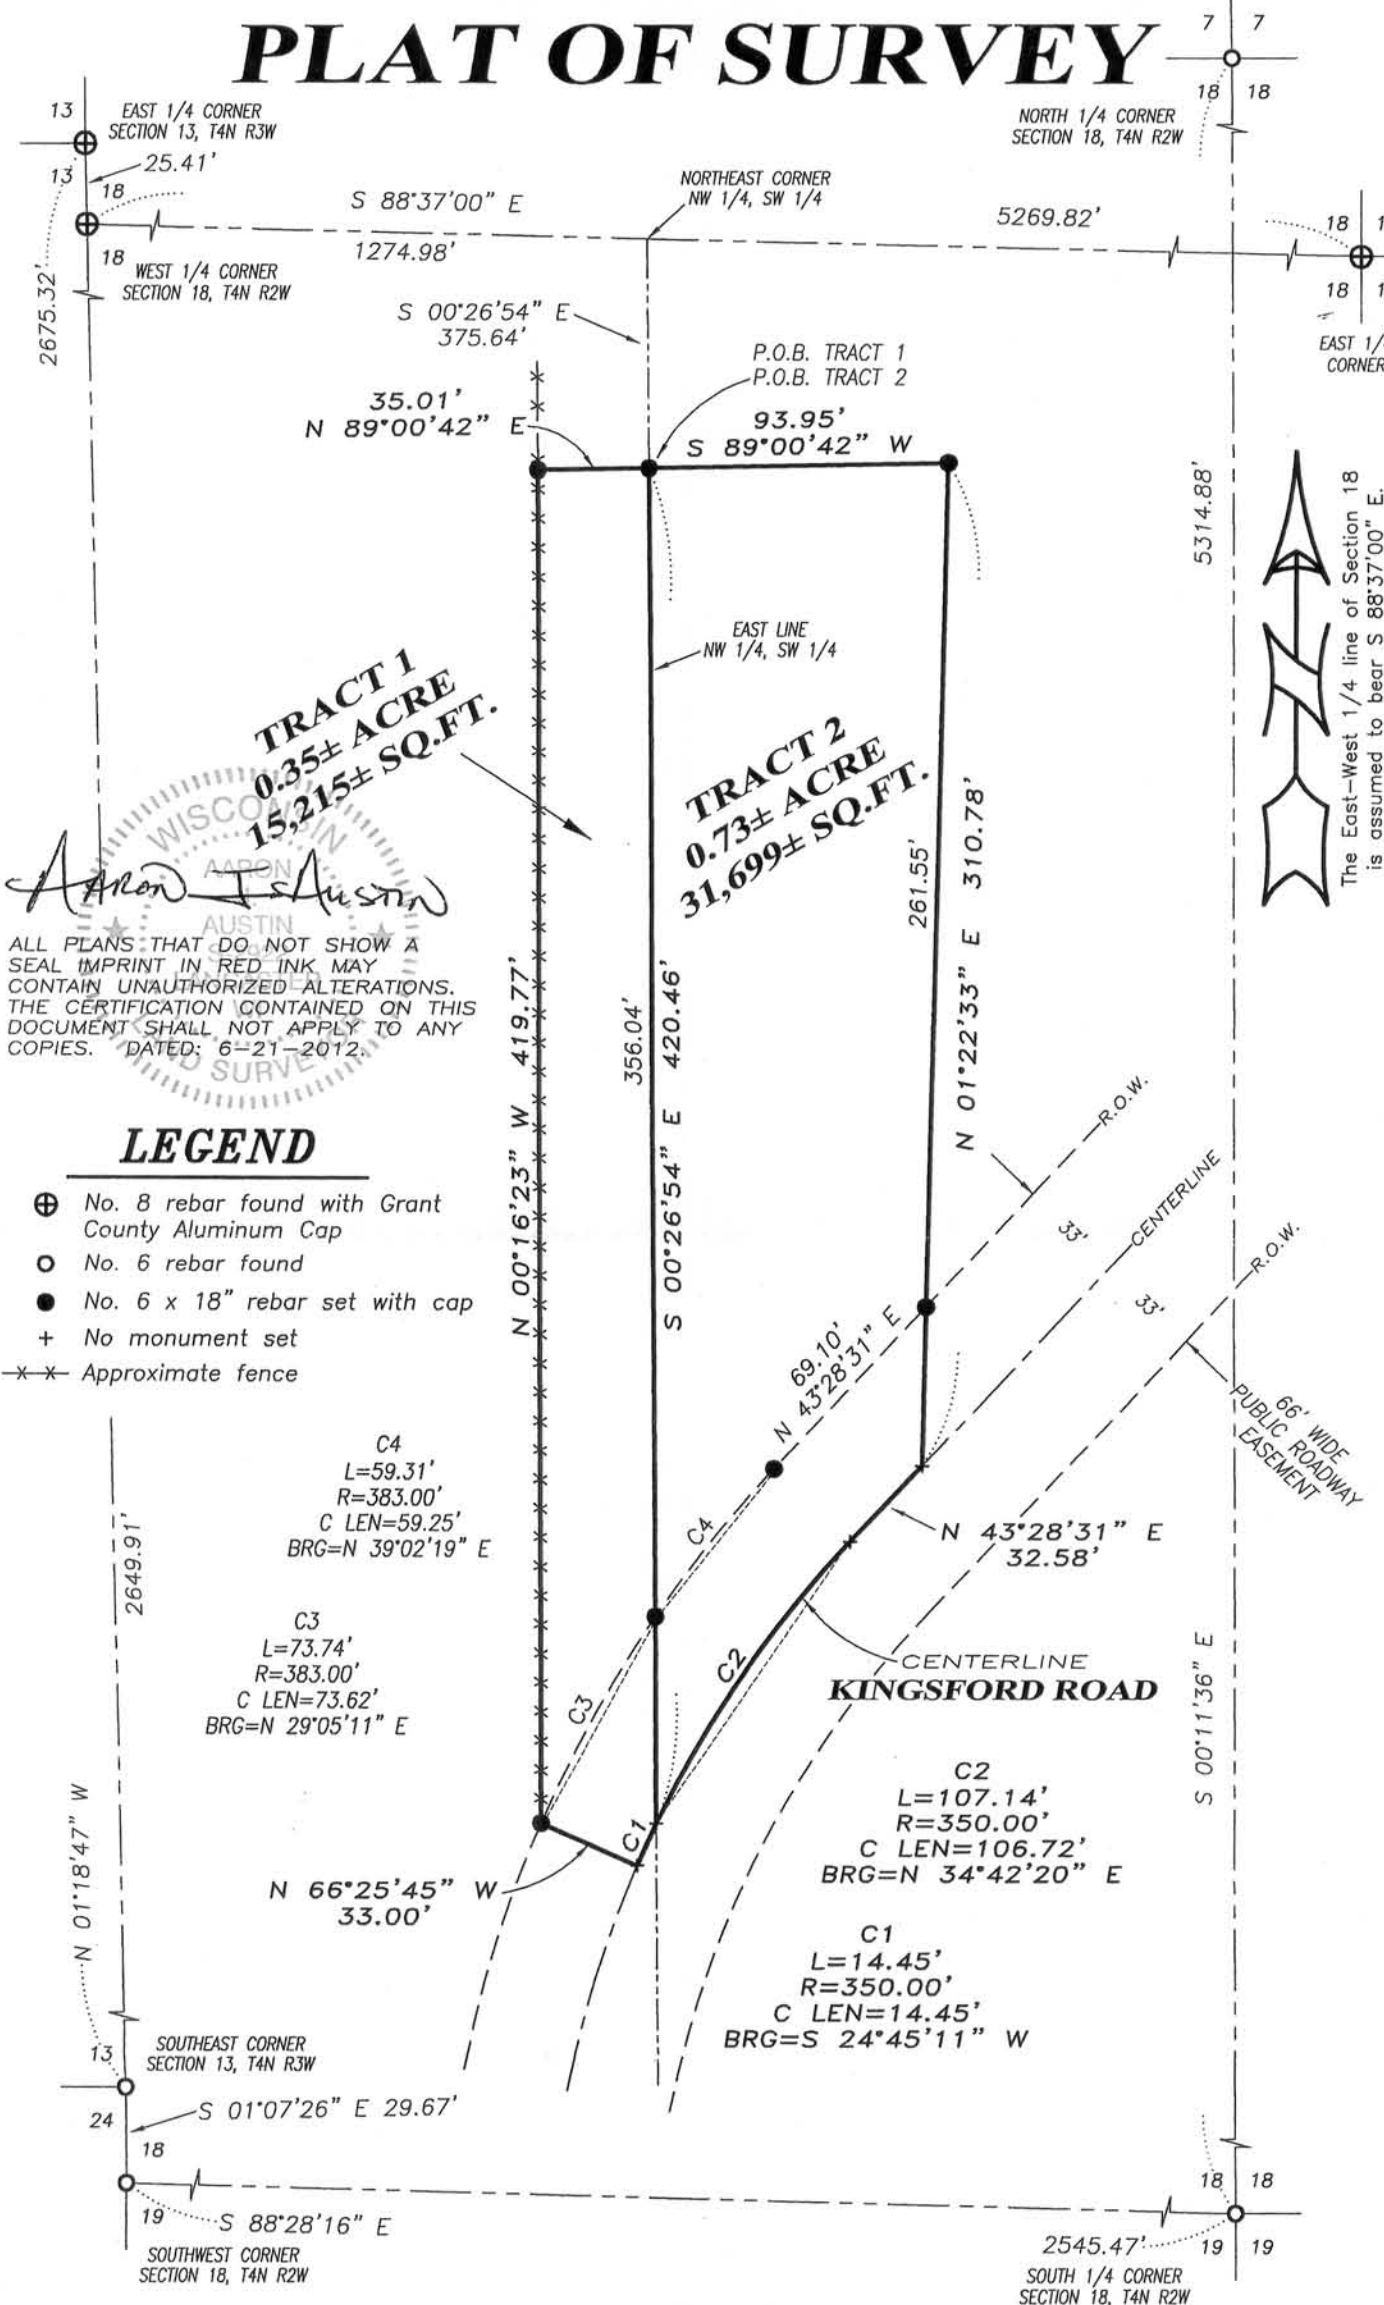 PLAT OF SURVEY
7 7
18 18
NORTH 1/4 CORNER
SECTION 18, T4N R2W
13
EAST 1/4 CORNER
SECTION 13, T4N R3W
13
25.41'
18
18
WEST 1/4 CORNER
SECTION 18, T4N R2W
2675.32'
S 88°37'00" E
1274.98'
NORTHEAST CORNER
NW 1/4, SW 1/4
5269.82'
18 1
18 1
EAST 1/
CORNER
S 00°26'54" E
375.64'
P.O.B. TRACT 1
P.O.B. TRACT 2
35.01'
N 89°00'42" E
93.95'
S 89°00'42" W
5314.88'
The East-West 1/4 line of Section 18
is assumed to bear S 88°37'00" E.
N
EAST LINE
NW 1/4, SW 1/4
TRACT 1
0.35± ACRE
15,215± SQ.FT.
TRACT 2
0.73± ACRE
31,699± SQ.FT.
261.55'
N 01°22'33" E 310.78'
WISCONSIN
AARON
AUSTIN
LANCASTER
LAND SURVEYOR
Aaron J. Austin
ALL PLANS THAT DO NOT SHOW A
SEAL IMPRINT IN RED INK MAY
CONTAIN UNAUTHORIZED ALTERATIONS.
THE CERTIFICATION CONTAINED ON THIS
DOCUMENT SHALL NOT APPLY TO ANY
COPIES. DATED: 6-21-2012.
N 00°16'23" W 419.77'
356.04'
S 00°26'54" E 420.46'
LEGEND
No. 8 rebar found with Grant
County Aluminum Cap
No. 6 rebar found
No. 6 x 18" rebar set with cap
No monument set
Approximate fence
R.O.W.
33'
CENTERLINE
33'
R.O.W.
66' WIDE
PUBLIC ROADWAY
EASEMENT
69.10'
N 43°28'31" E
C4
L=59.31'
R=383.00'
C LEN=59.25'
BRG=N 39°02'19" E
C4
N 43°28'31" E
32.58'
2649.91'
C3
L=73.74'
R=383.00'
C LEN=73.62'
BRG=N 29°05'11" E
C3
C2
CENTERLINE
KINGSFORD ROAD
S 00°11'36" E
C1
C2
L=107.14'
R=350.00'
C LEN=106.72'
BRG=N 34°42'20" E
N 66°25'45" W
33.00'
C1
L=14.45'
R=350.00'
C LEN=14.45'
BRG=S 24°45'11" W
N 01°18'47" W
13
SOUTHEAST CORNER
SECTION 13, T4N R3W
24
S 01°07'26" E 29.67'
18
19
S 88°28'16" E
SOUTHWEST CORNER
SECTION 18, T4N R2W
18 18
2545.47'
19 19
SOUTH 1/4 CORNER
SECTION 18, T4N R2W